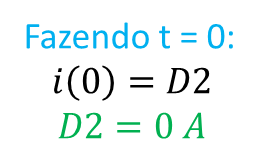 Fazendo t = 0:
i(0) = D2
D2 = 0 A